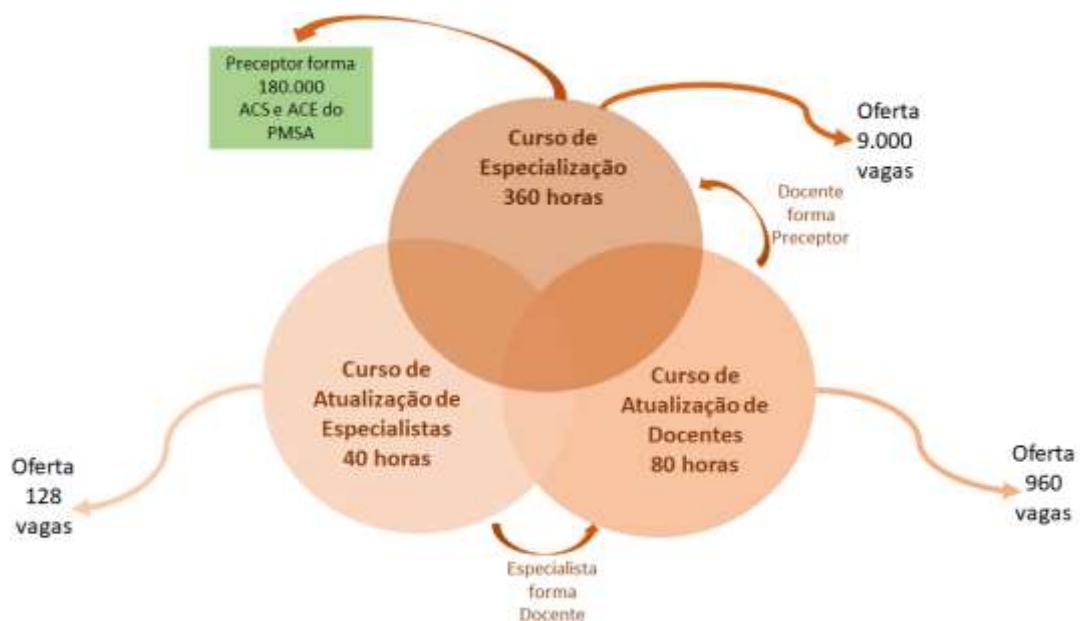 Preceptor forma
180.000
ACS e ACE do
PMSA
Curso de
Especialização
360 horas
Oferta
9.000
vagas
Docente
forma
Preceptor
Curso de
Atualização de
Especialistas
40 horas
Curso de
Atualização de
Docentes
80 horas
Oferta
128
vagas
Oferta
960
vagas
Especialista
forma
Docente